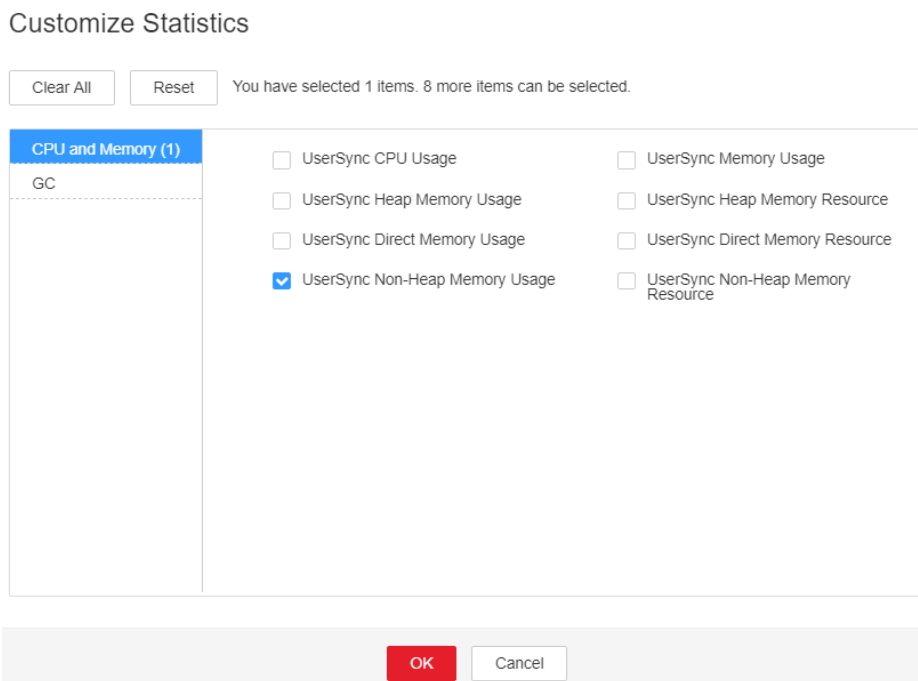 Customize Statistics
Clear All
Reset
You have selected 1 items. 8 more items can be selected.
CPU and Memory (1)
GC
UserSync CPU Usage
UserSync Memory Usage
UserSync Heap Memory Usage
UserSync Heap Memory Resource
UserSync Direct Memory Usage
UserSync Direct Memory Resource
UserSync Non-Heap Memory Usage
UserSync Non-Heap Memory
Resource
OK
Cancel